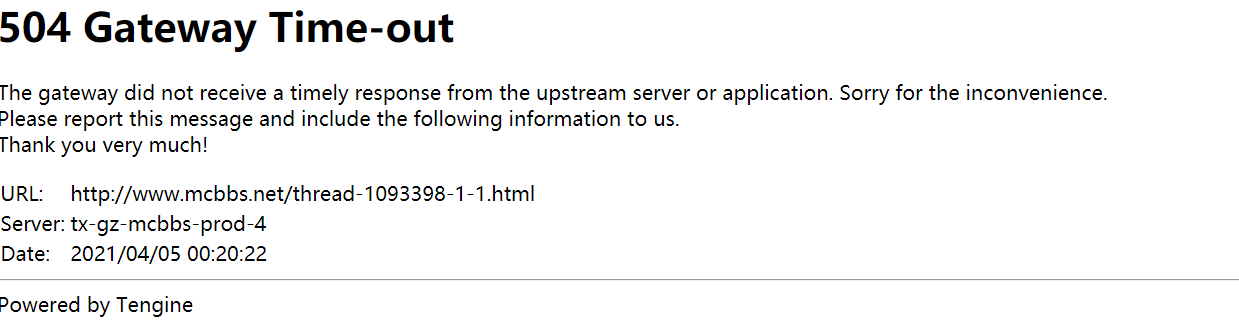 504 Gateway Time-out
The gateway did not receive a timely response from the upstream server or application. Sorry for the inconvenience.
Please report this message and include the following information to us.
Thank you very much!
URL: http://www.mcbbs.net/thread-1093398-1-1.html
Server: tx-gz-mcbbs-prod-4
Date: 2021/04/05 00:20:22
Powered by Tengine